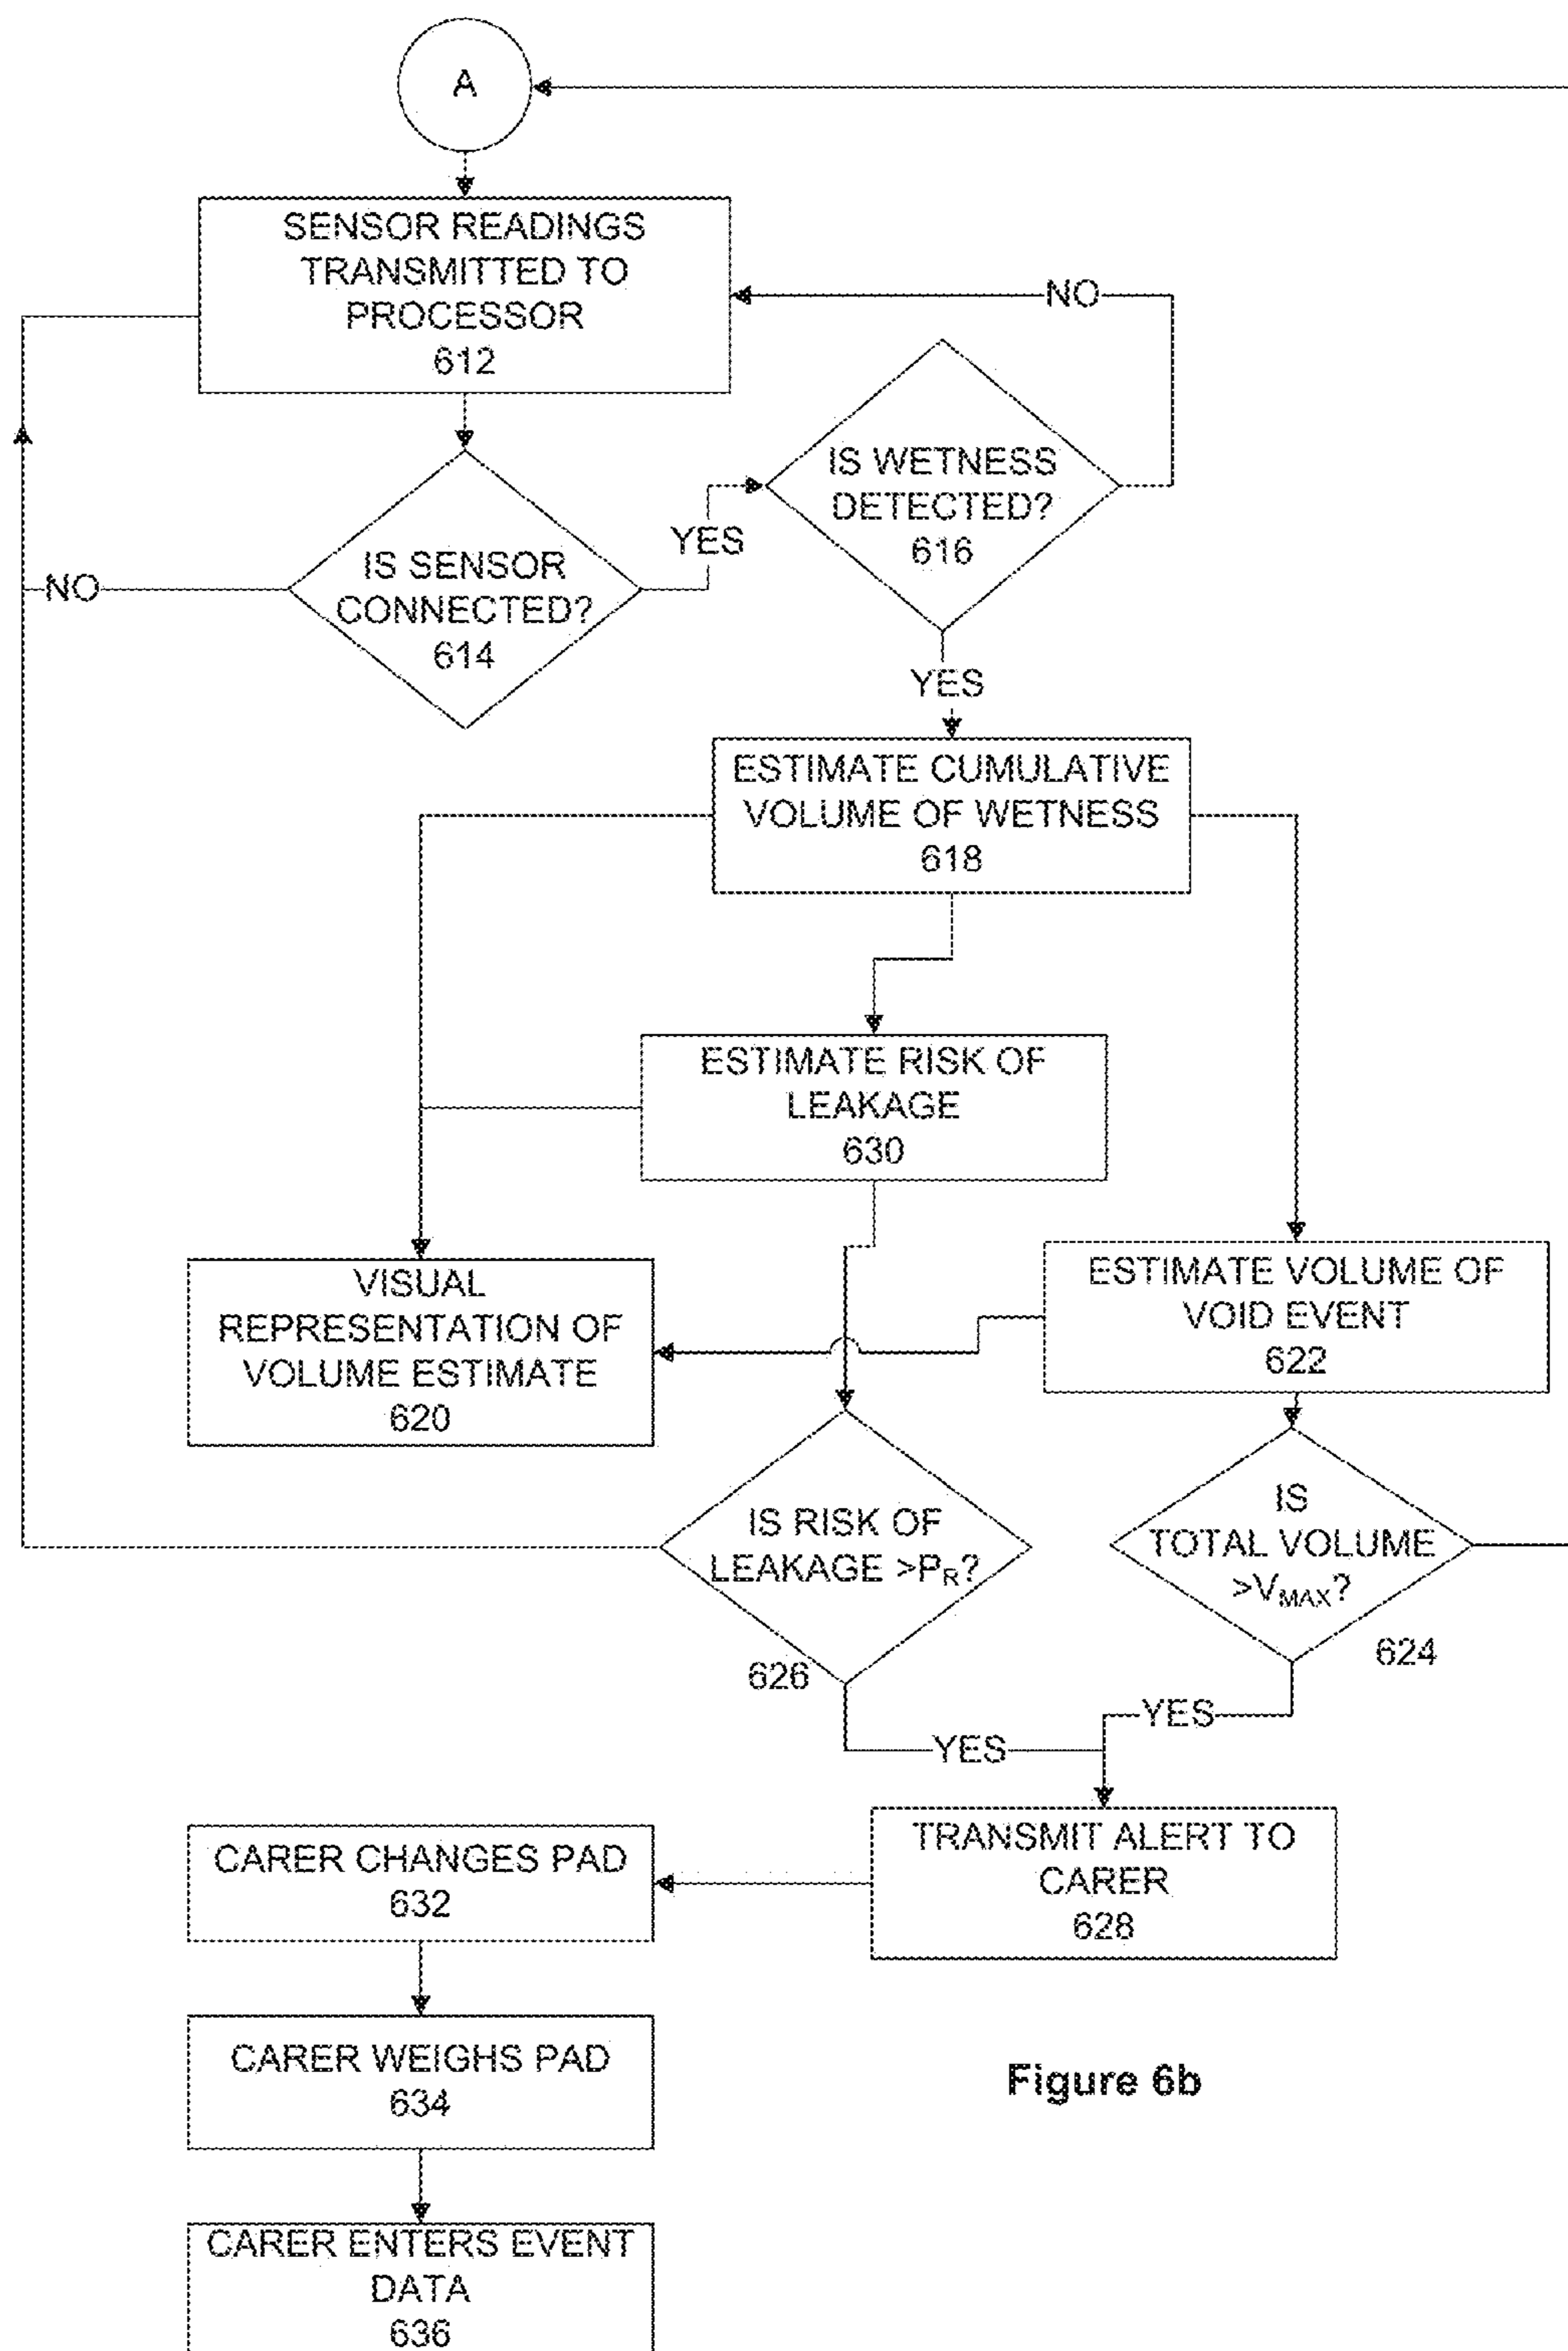 A
SENSOR READINGS
TRANSMITTED TO
PROCESSOR
612
NO
IS WETNESS
DETECTED?
616
YES
IS SENSOR
CONNECTED?
614
NO
YES
ESTIMATE CUMULATIVE
VOLUME OF WETNESS
618
ESTIMATE RISK OF
LEAKAGE
630
VISUAL
REPRESENTATION OF
VOLUME ESTIMATE
620
ESTIMATE VOLUME OF
VOID EVENT
622
IS RISK OF
LEAKAGE >PR?
626
IS
TOTAL VOLUME
>VMAX?
624
YES
YES
TRANSMIT ALERT TO
CARER
628
CARER CHANGES PAD
632
CARER WEIGHS PAD
634
Figure 6b
CARER ENTERS EVENT
DATA
636